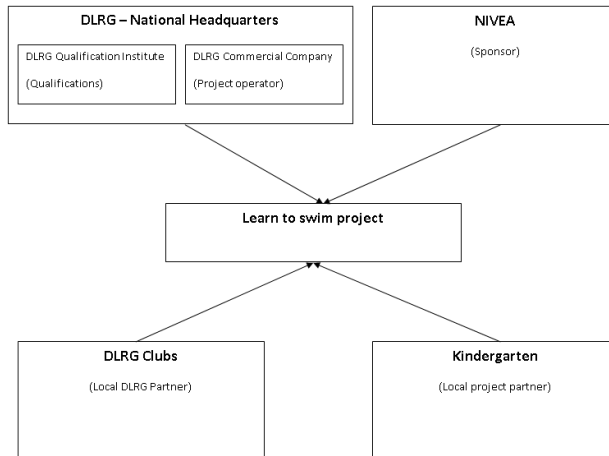 DLRG – National Headquarters
DLRG Qualification Institute
(Qualifications)
DLRG Commercial Company
(Project operator)
NIVEA
(Sponsor)
Learn to swim project
DLRG Clubs
(Local DLRG Partner)
Kindergarten
(Local project partner)